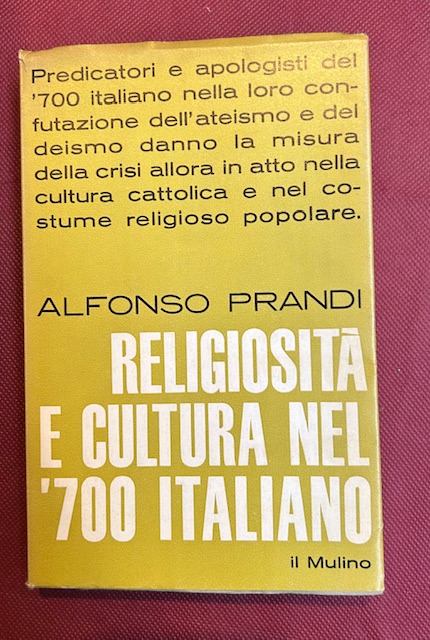 Predicatori e apologisti del
'700 italiano nella loro con-
futazione dell'ateismo e del
deismo danno la misura
della crisi allora in atto nella
cultura cattolica e nel co-
stume religioso popolare.
ALFONSO PRANDI
RELIGIOSITÀ
E CULTURA NEL
'700 ITALIANO
il Mulino